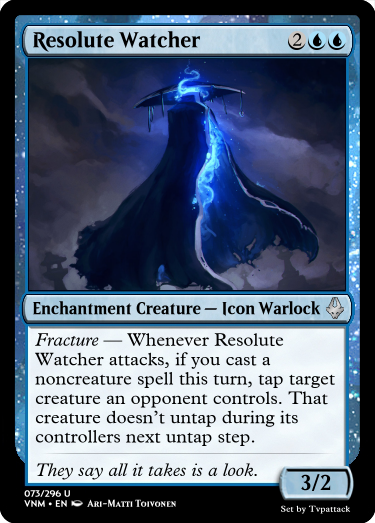 Resolute Watcher 2
Enchantment Creature — Icon Warlock
Fracture — Whenever Resolute
Watcher attacks, if you cast a
noncreature spell this turn, tap target
creature an opponent controls. That
creature doesn't untap during its
controllers next untap step.
They say all it takes is a look.
3/2
073/296 U
VNM • EN Ari-Matti Toivonen
Set by Tvpattack